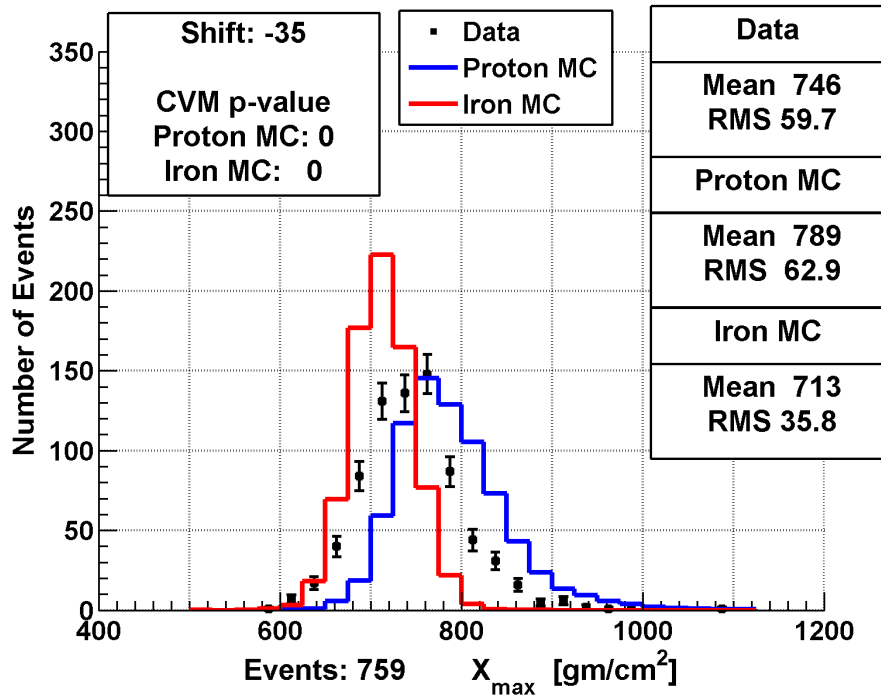 Shift: -35
CVM p-value
Proton MC: 0
Iron MC: 0
Data
Proton MC
Iron MC
Data
Mean 746
RMS 59.7
Proton MC
Mean 789
RMS 62.9
Iron MC
Mean 713
RMS 35.8
Number of Events
350
300
250
200
150
100
50
0
400 600 800 1000 1200
Events: 759 X_max [gm/cm²]